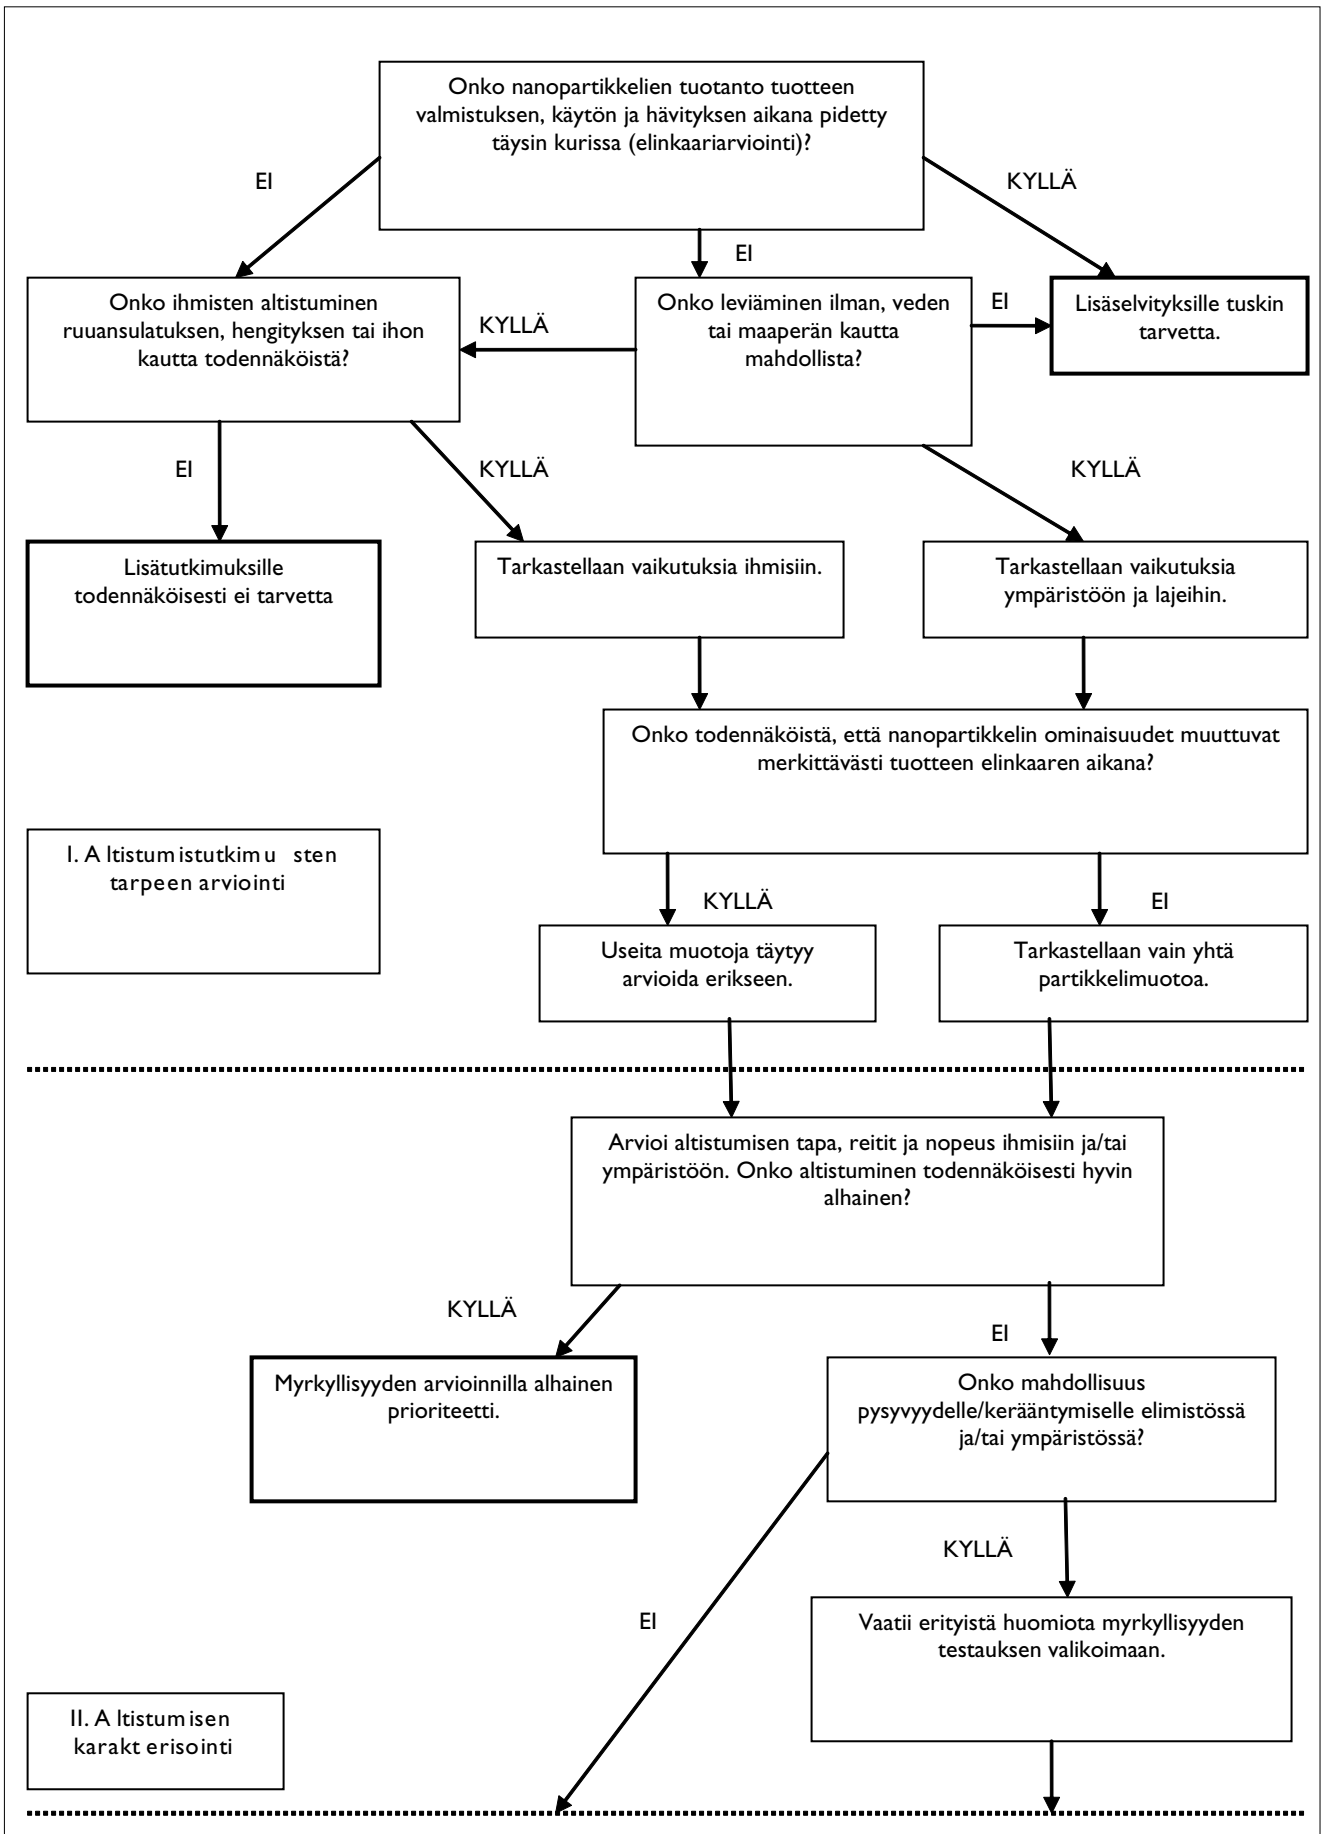 Onko nanopartikkelien tuotanto tuotteen
valmistuksen, käytön ja hävityksen aikana pidetty
täysin kurissa (elinkaariarviointi)?
EI
KYLLÄ
EI
Onko ihmisten altistuminen
ruuansulatuksen, hengityksen tai ihon
kautta todennäköistä?
KYLLÄ
Onko leviäminen ilman, veden
tai maaperän kautta
mahdollista?
EI
Lisäselvityksille tuskin
tarvetta.
EI
KYLLÄ
KYLLÄ
Lisätutkimuksille
todennäköisesti ei tarvetta
Tarkastellaan vaikutuksia ihmisiin.
Tarkastellaan vaikutuksia
ympäristöön ja lajeihin.
Onko todennäköistä, että nanopartikkelin ominaisuudet muuttuvat
merkittävästi tuotteen elinkaaren aikana?
I. A ltistum istutkim u sten
tarpeen arviointi
KYLLÄ
EI
Useita muotoja täytyy
arvioida erikseen.
Tarkastellaan vain yhtä
partikkelimuotoa.
Arvioi altistumisen tapa, reitit ja nopeus ihmisiin ja/tai
ympäristöön. Onko altistuminen todennäköisesti hyvin
alhainen?
KYLLÄ
EI
Myrkyllisyyden arvioinnilla alhainen
prioriteetti.
Onko mahdollisuus
pysyvyydelle/kerääntymiselle elimistössä
ja/tai ympäristössä?
KYLLÄ
EI
Vaatii erityistä huomiota myrkyllisyyden
testauksen valikoimaan.
II. A ltistum isen
karakt erisointi